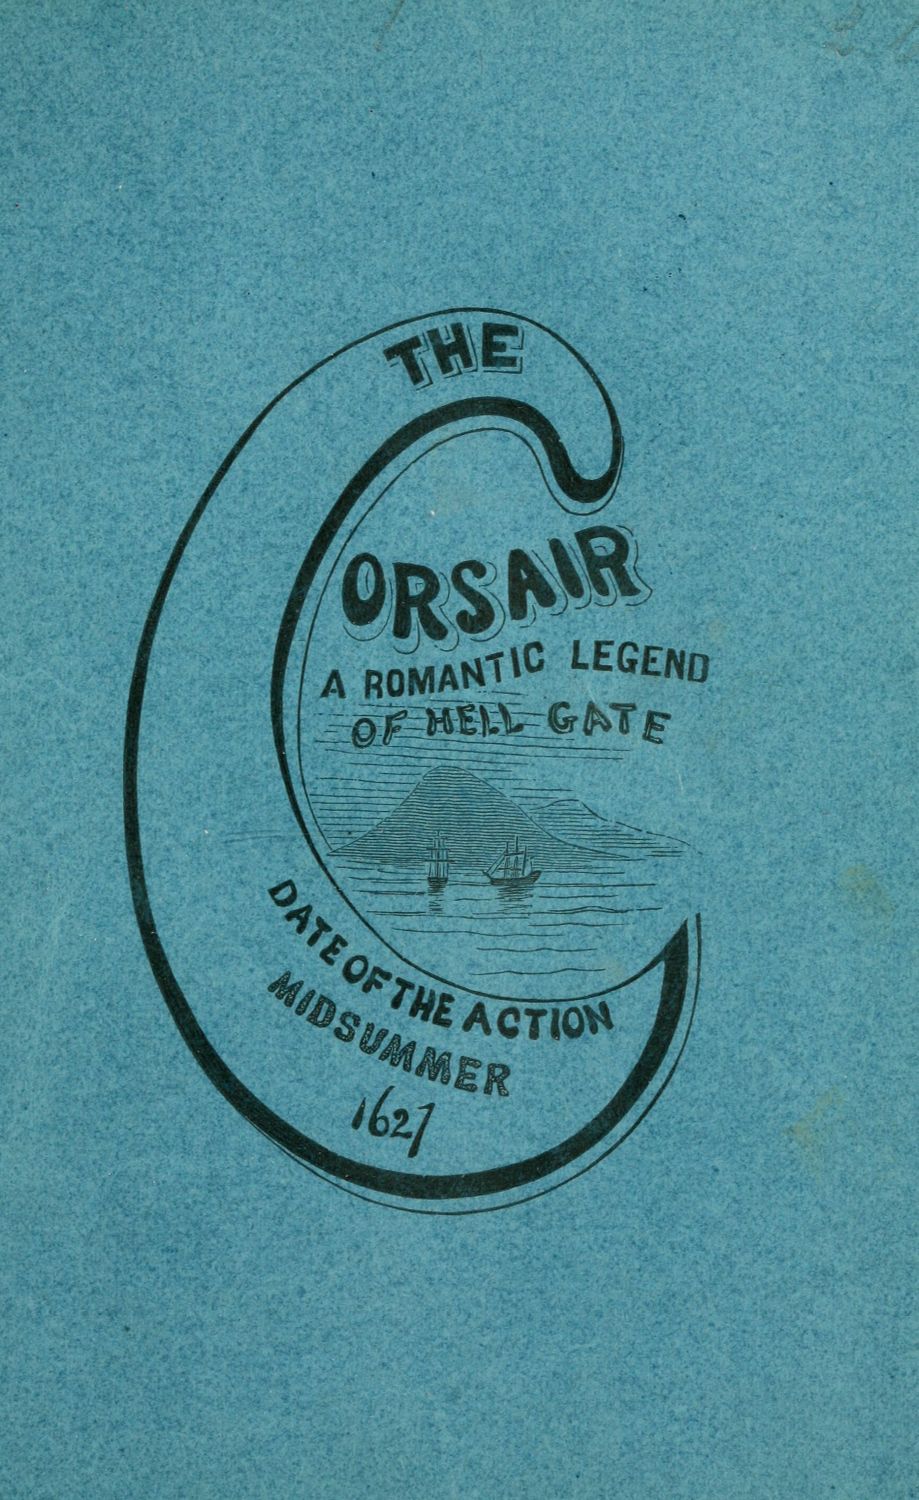 THE
CORSAIR
A ROMANTIC LEGEND
OF HELL GATE
DATE OF THE ACTION
MIDSUMMER
1627